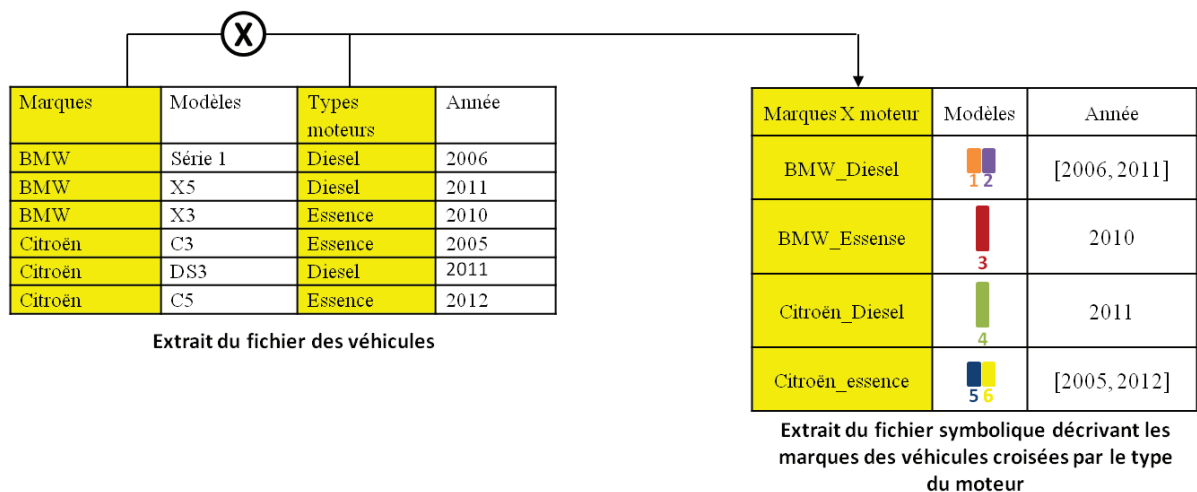 X
Marques Modèles Types moteurs Année
BMW Série 1 Diesel 2006
BMW X5 Diesel 2011
BMW X3 Essence 2010
Citroën C3 Essence 2005
Citroën DS3 Diesel 2011
Citroën C5 Essence 2012
Extrait du fichier des véhicules
Marques X moteur Modèles Année
BMW_Diesel 1 2 [2006, 2011]
BMW_Essense 3 2010
Citroën_Diesel 4 2011
Citroën_essence 5 6 [2005, 2012]
Extrait du fichier symbolique décrivant les
marques des véhicules croisées par le type
du moteur